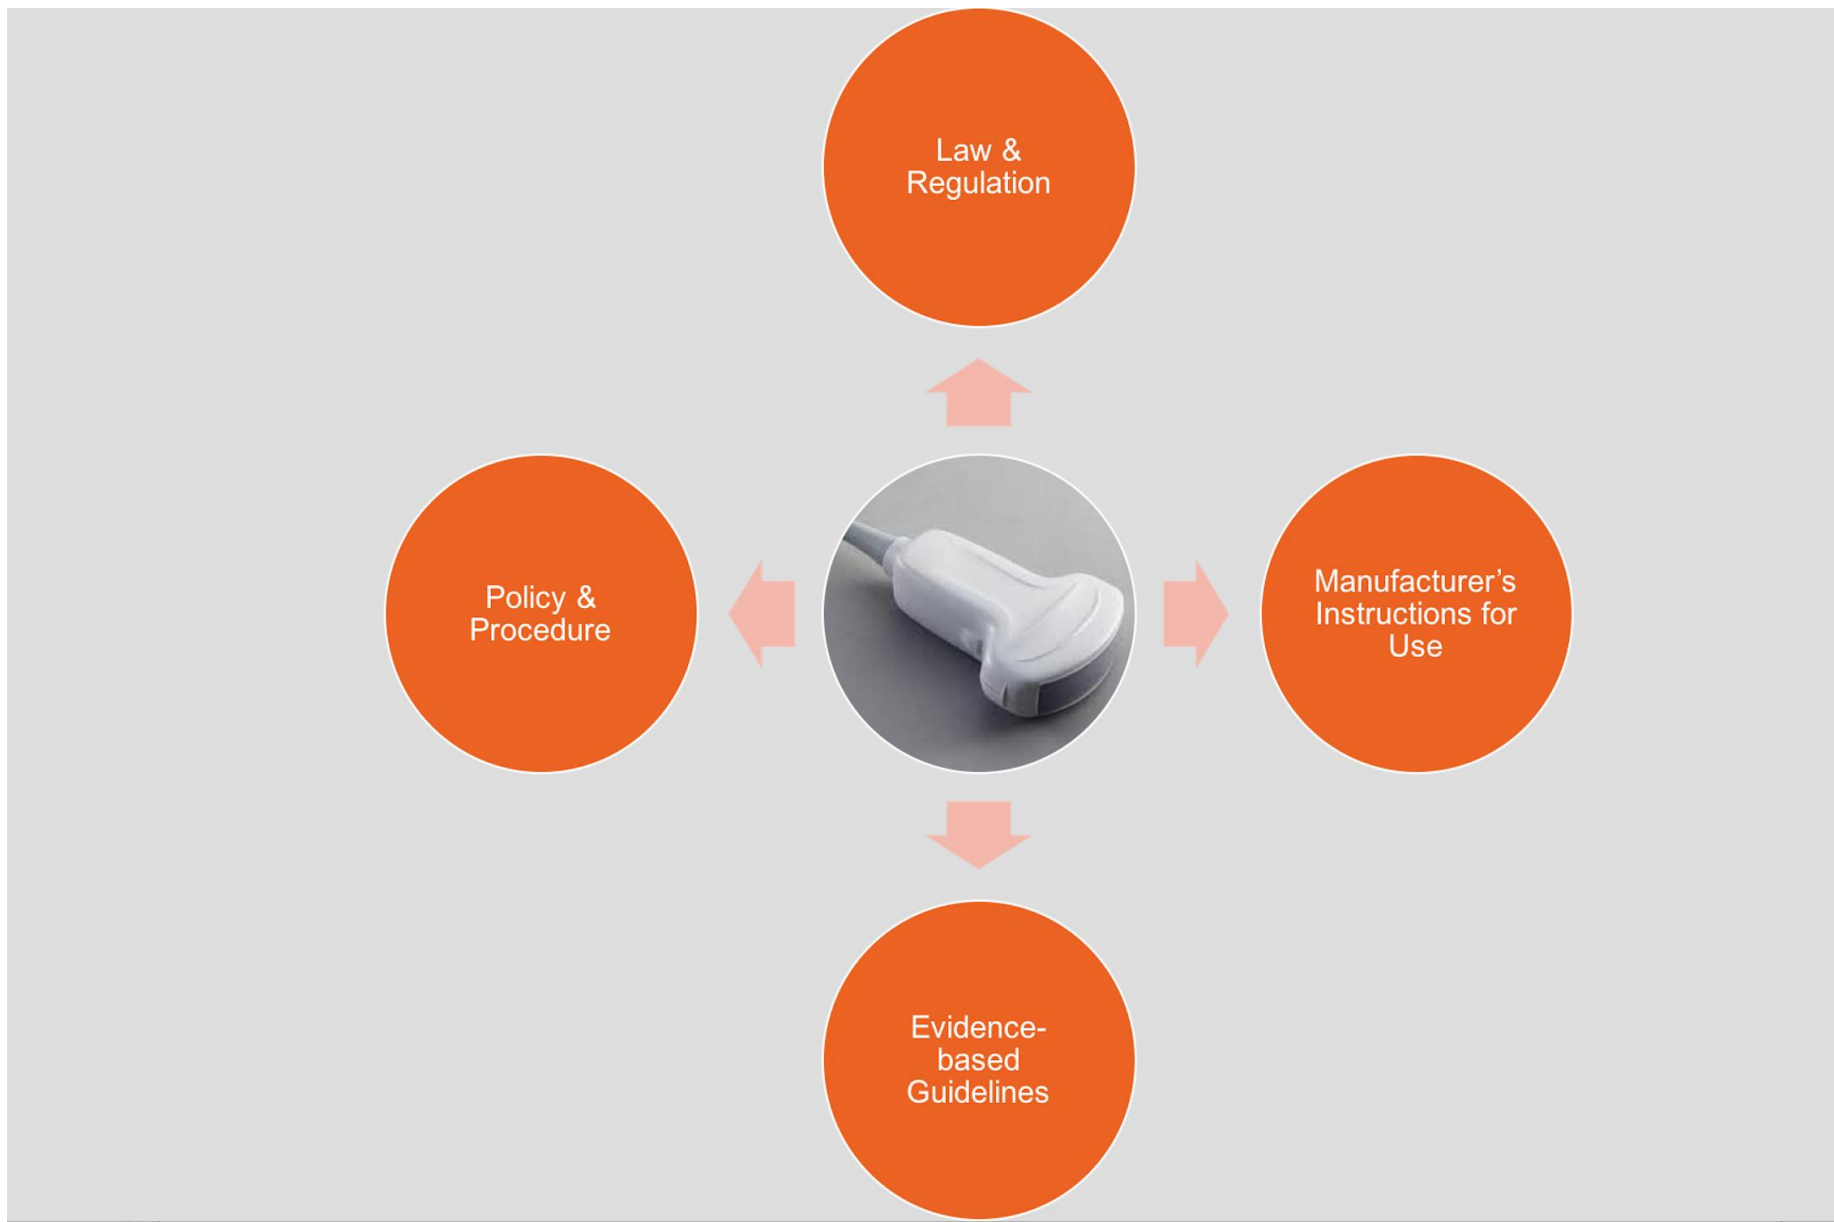 Law &
Regulation
Policy &
Procedure
Manufacturer’s
Instructions for
Use
Evidence-
based
Guidelines